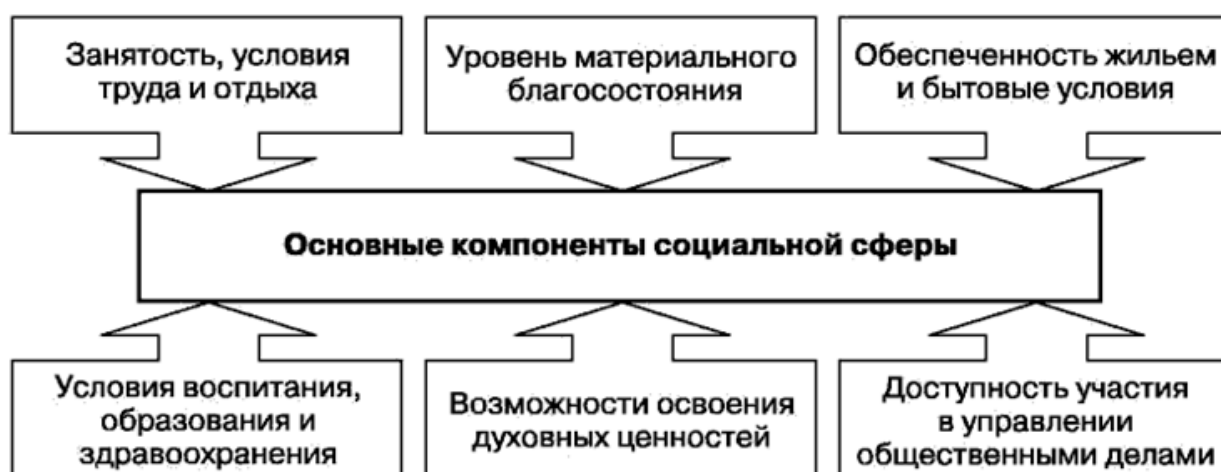 Занятость, условия
труда и отдыха
Уровень материального
благосостояния
Обеспеченность жильем
и бытовые условия
Основные компоненты социальной сферы
Условия воспитания,
образования и
здравоохранения
Возможности освоения
духовных ценностей
Доступность участия
в управлении
общественными делами